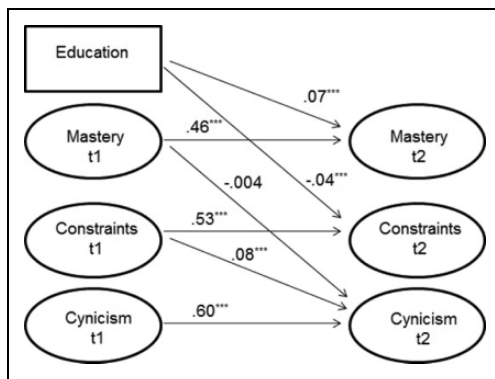 Education
.07***
Mastery
t1
.46***
Mastery
t2
-.004
-.04***
Constraints
t1
.53***
Constraints
t2
.08***
Cynicism
t1
.60***
Cynicism
t2